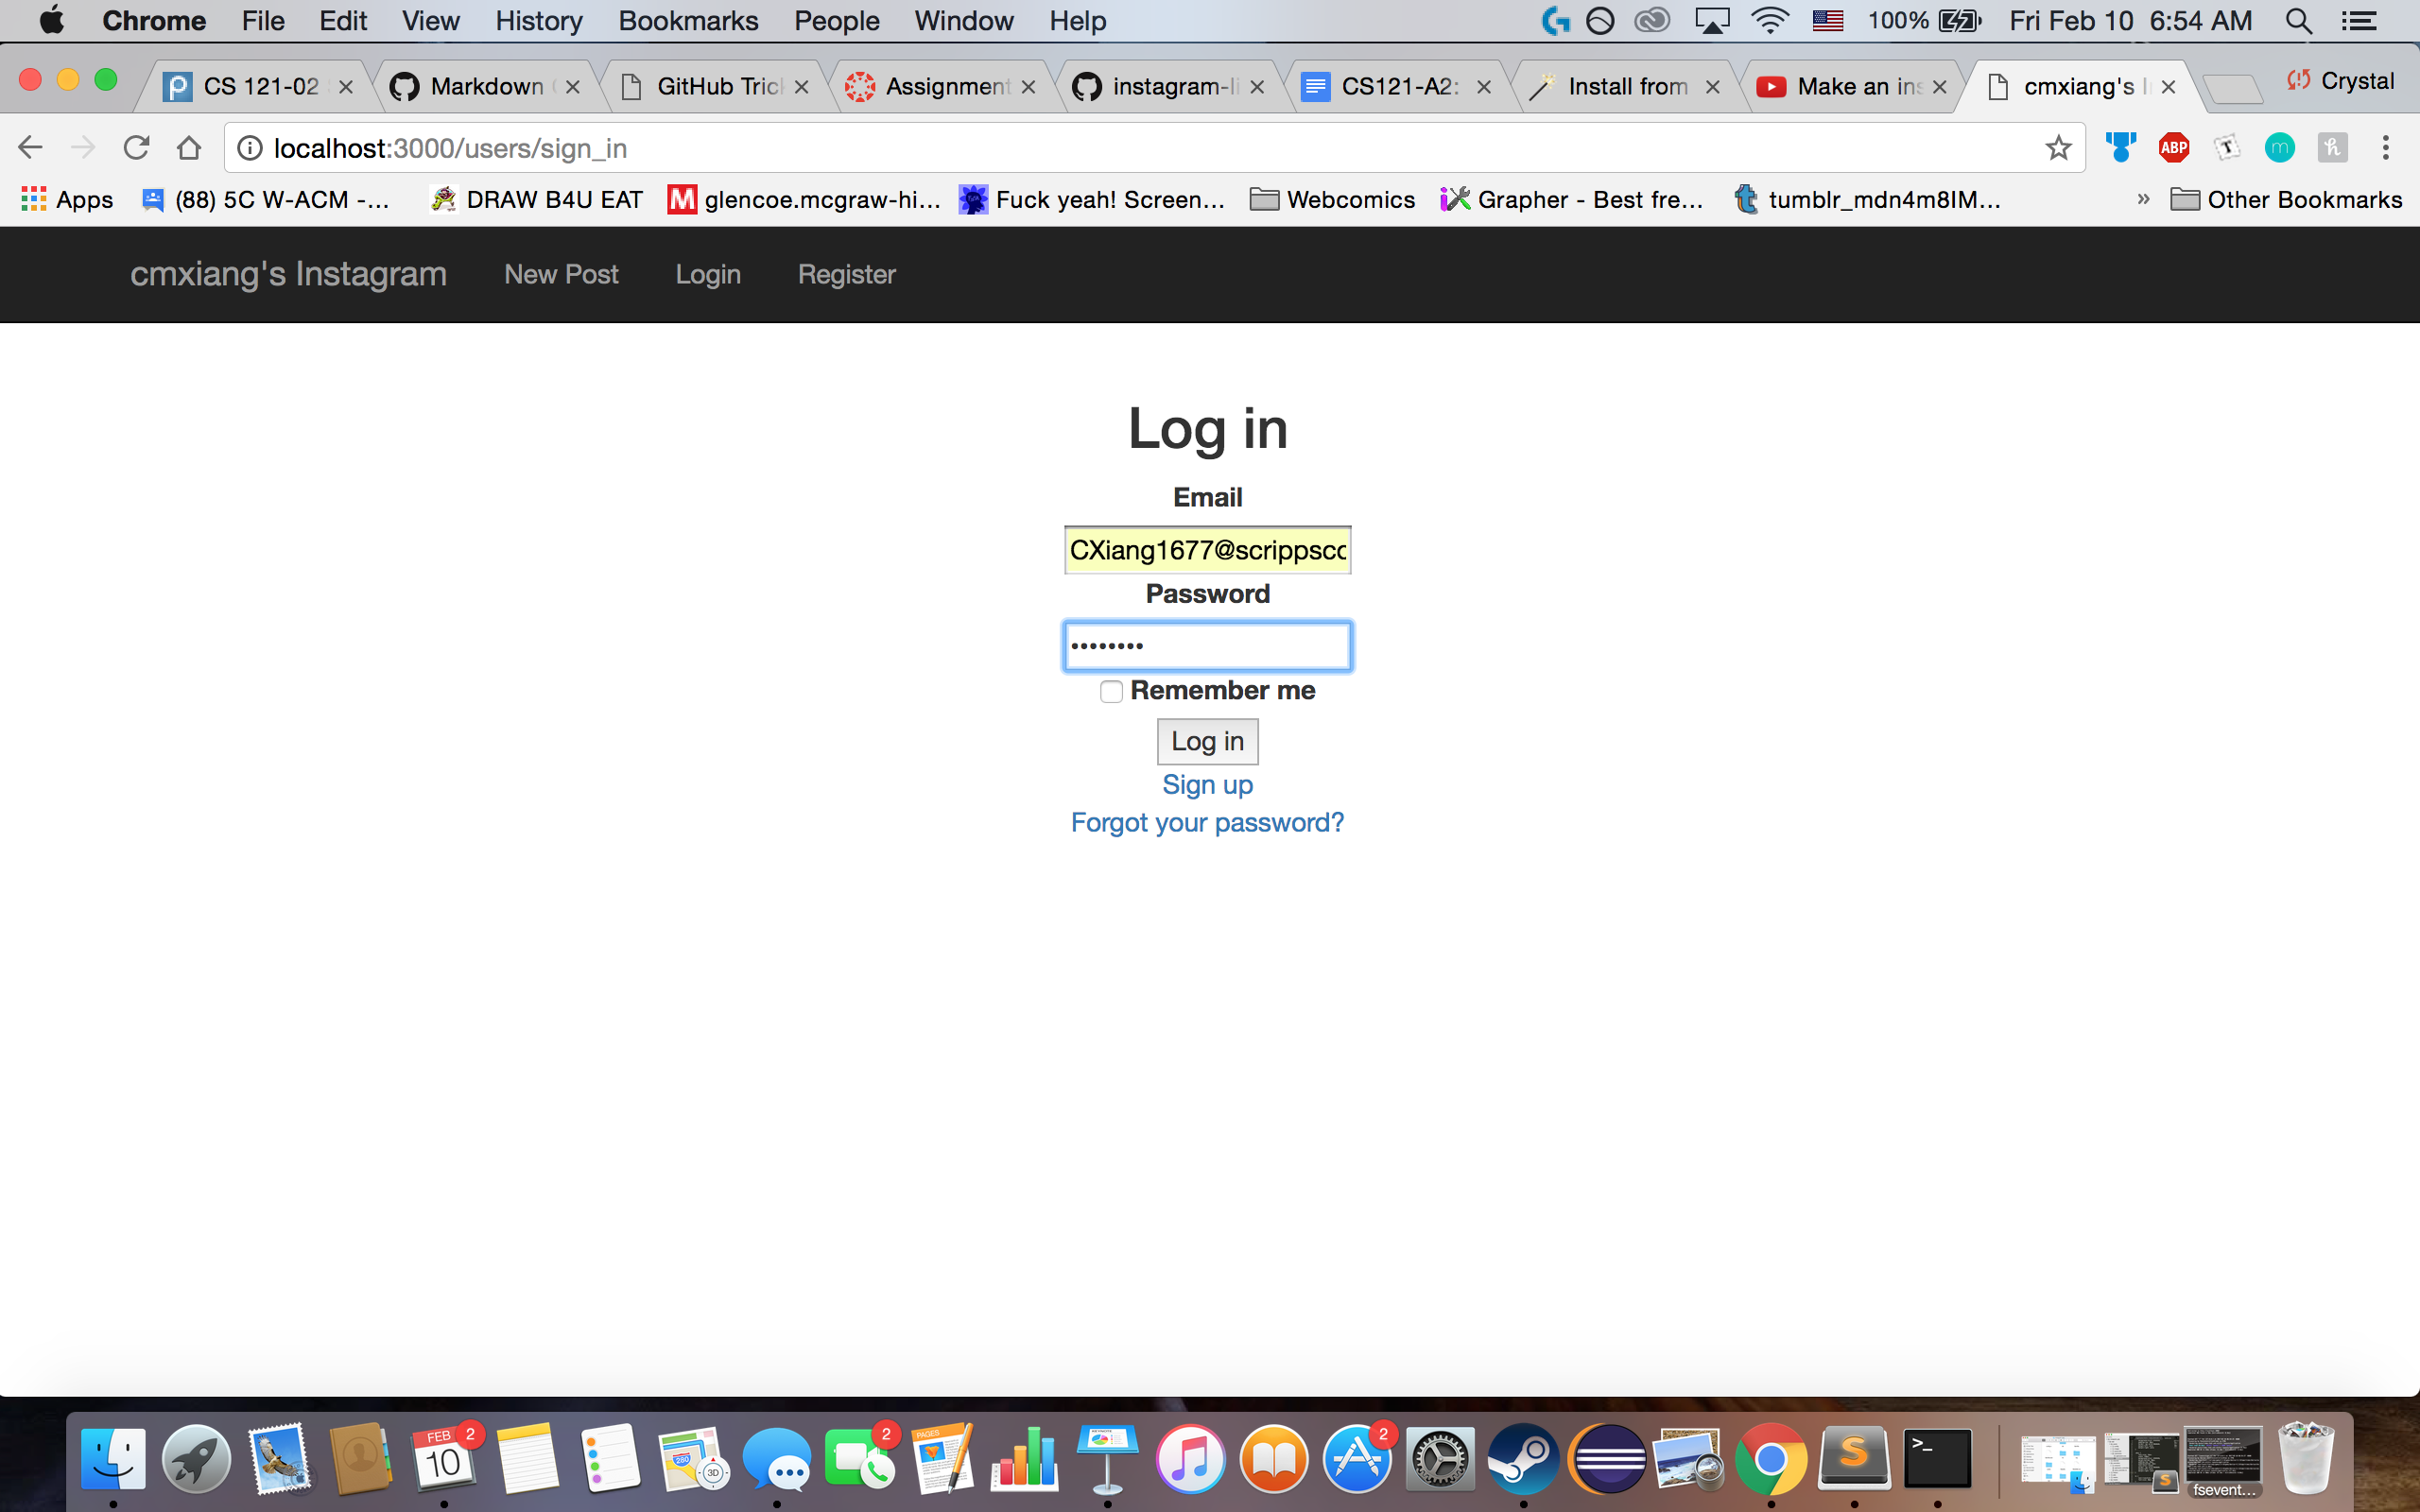 Chrome File Edit View History Bookmarks People Window Help 100% Fri Feb 10 6:54 AM
CS 121-02 Markdown GitHub Tric Assignment instagram-li CS121-A2: Install from Make an ins cmxiang's I Crystal
localhost:3000/users/sign_in
Apps (88) 5C W-ACM -... DRAW B4U EAT glencoe.mcgraw-hi... Fuck yeah! Screen... Webcomics Grapher - Best fre... tumblr_mdn4m8IM... » Other Bookmarks
cmxiang's Instagram New Post Login Register
Log in
Email
CXiang1677@scrippscc
Password
••••••••
Remember me
Log in
Sign up
Forgot your password?
FEB 10 2 2 2
PAGES
280 3D
fsevent...